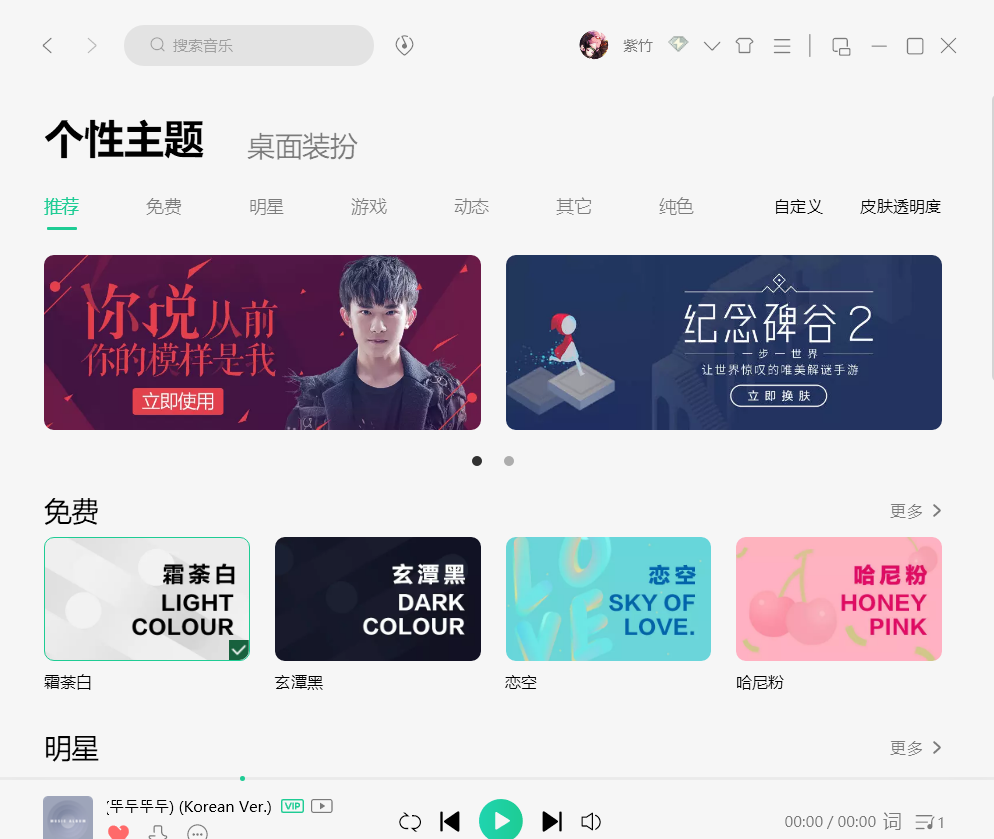 搜索音乐
紫竹
个性主题 桌面装扮
推荐 免费 明星 游戏 动态 其它 纯色 自定义 皮肤透明度
你说从前
你的模样是我
立即使用
纪念碑谷2
一步一世界
让世界惊叹的唯美解谜手游
立即换肤
免费 更多
霜荼白
LIGHT
COLOUR
玄潭黑
DARK
COLOUR
恋空
SKY OF
LOVE.
哈尼粉
HONEY
PINK
霜荼白 玄潭黑 恋空 哈尼粉
明星 更多
MUSIC ALBUM
(뚜두뚜두) (Korean Ver.) VIP
00:00 / 00:00 词 1